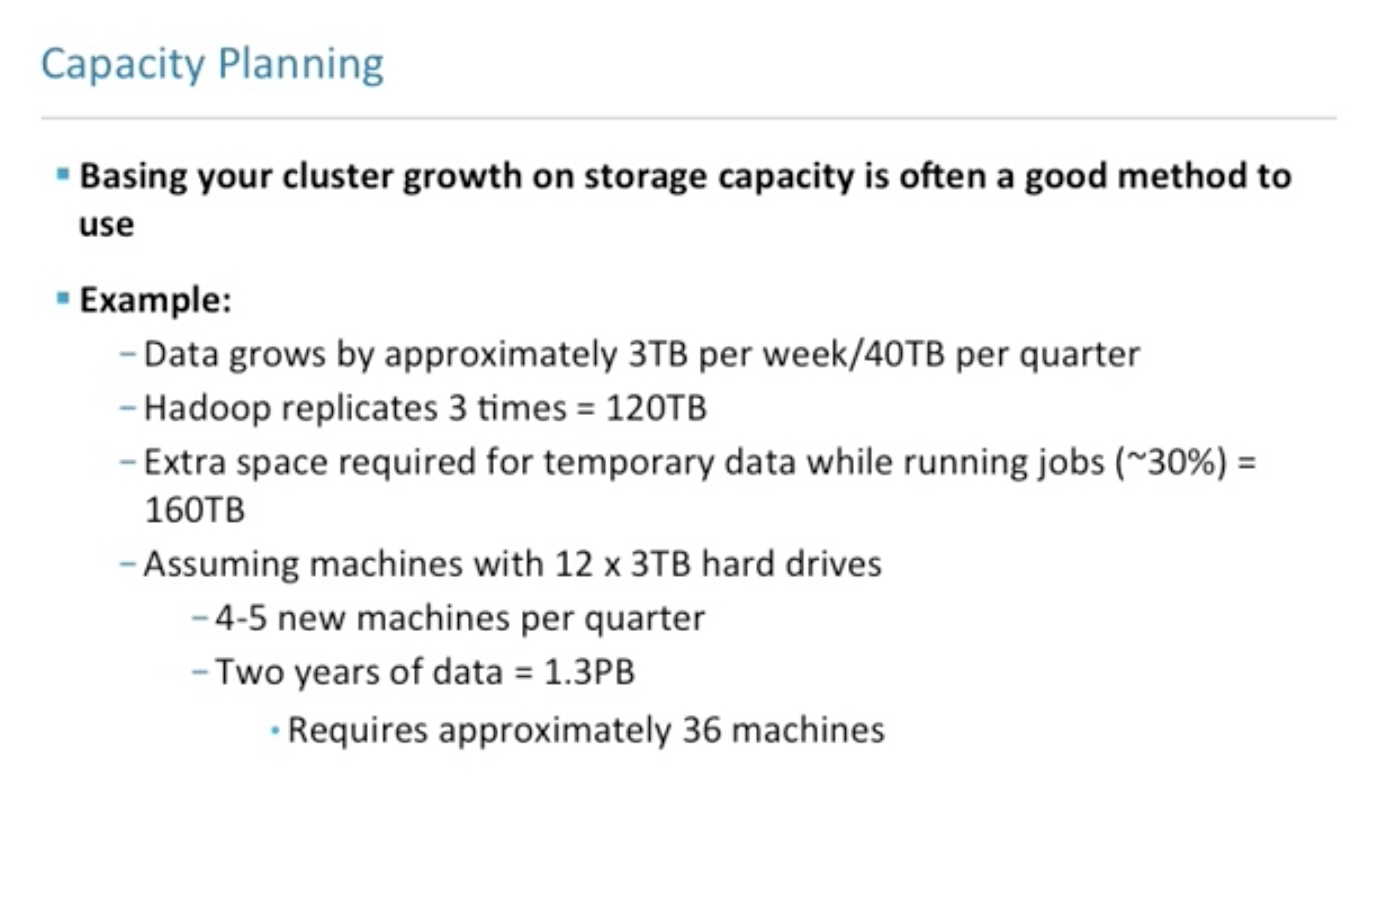 Capacity Planning
▪ Basing your cluster growth on storage capacity is often a good method to
use
▪ Example:
– Data grows by approximately 3TB per week/40TB per quarter
– Hadoop replicates 3 times = 120TB
– Extra space required for temporary data while running jobs (~30%) =
160TB
– Assuming machines with 12 x 3TB hard drives
– 4-5 new machines per quarter
– Two years of data = 1.3PB
• Requires approximately 36 machines